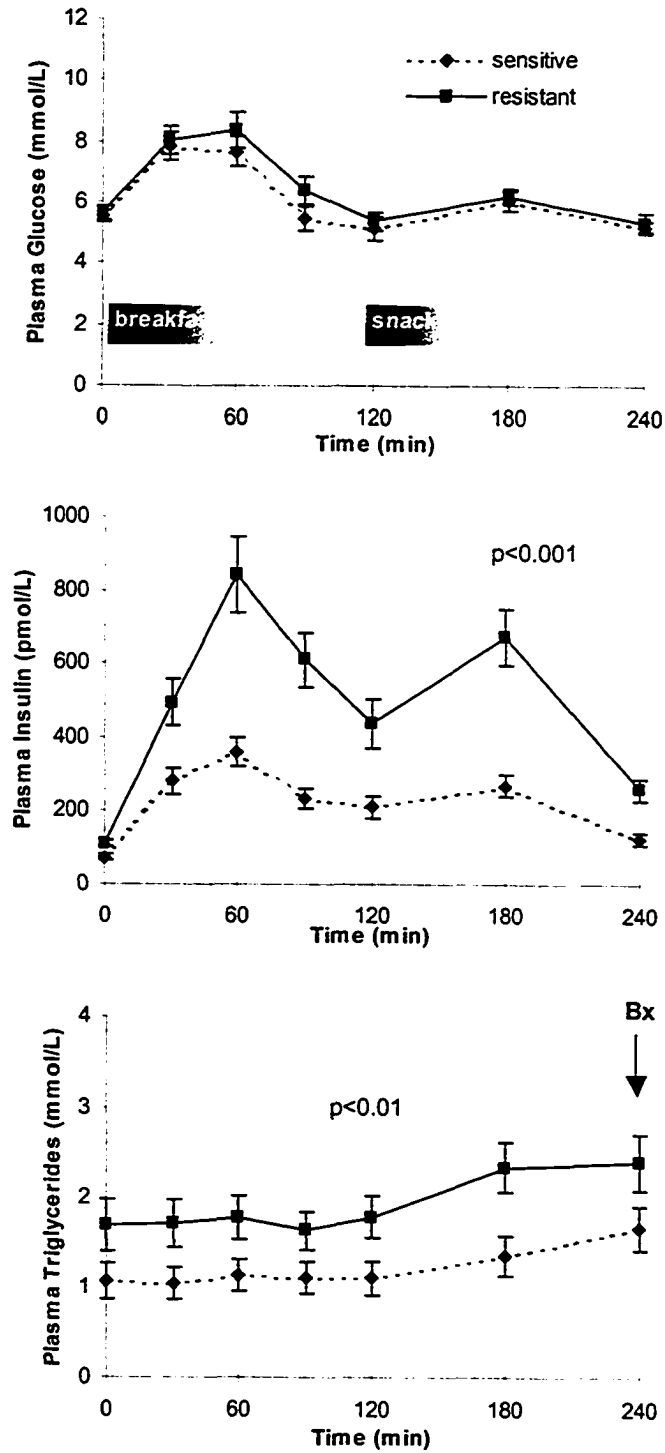 Plasma Glucose (mmol/L)
12
10
8
6
4
2
0
sensitive
resistant
breakfa
snack
0 60 120 180 240
Time (min)
Plasma Insulin (pmol/L)
1000
800
600
400
200
0
p<0.001
0 60 120 180 240
Time (min)
Plasma Triglycerides (mmol/L)
4
3
2
1
0
Bx
p<0.01
0 60 120 180 240
Time (min)